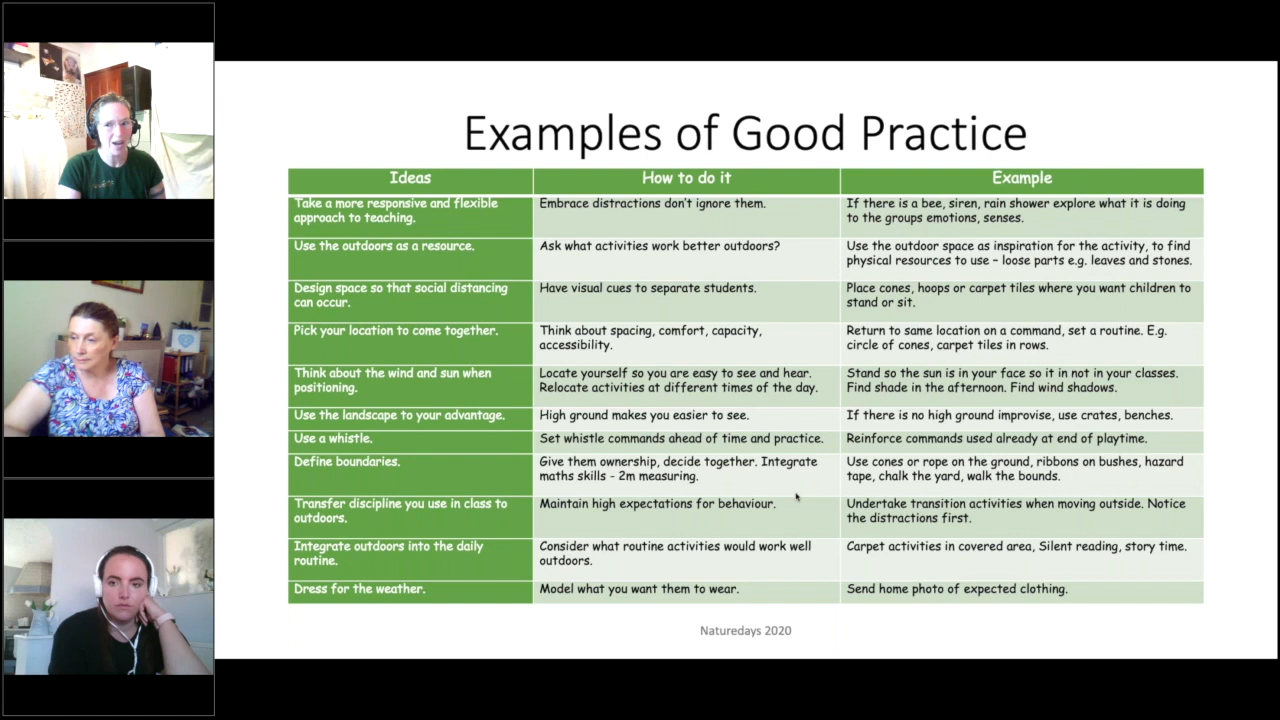 Examples of Good Practice
Ideas
How to do it
Example
Take a more responsive and flexible
approach to teaching.
Embrace distractions don't ignore them.
If there is a bee, siren, rain shower explore what it is doing
to the groups emotions, senses.
Use the outdoors as a resource.
Ask what activities work better outdoors?
Use the outdoor space as inspiration for the activity, to find
physical resources to use – loose parts e.g. leaves and stones.
Design space so that social distancing
can occur.
Have visual cues to separate students.
Place cones, hoops or carpet tiles where you want children to
stand or sit.
Pick your location to come together.
Think about spacing, comfort, capacity,
accessibility.
Return to same location on a command, set a routine. E.g.
circle of cones, carpet tiles in rows.
Think about the wind and sun when
positioning.
Locate yourself so you are easy to see and hear.
Relocate activities at different times of the day.
Stand so the sun is in your face so it in not in your classes.
Find shade in the afternoon. Find wind shadows.
Use the landscape to your advantage.
High ground makes you easier to see.
If there is no high ground improvise, use crates, benches.
Use a whistle.
Set whistle commands ahead of time and practice.
Reinforce commands used already at end of playtime.
Define boundaries.
Give them ownership, decide together. Integrate
maths skills - 2m measuring.
Use cones or rope on the ground, ribbons on bushes, hazard
tape, chalk the yard, walk the bounds.
Transfer discipline you use in class to
outdoors.
Maintain high expectations for behaviour.
Undertake transition activities when moving outside. Notice
the distractions first.
Integrate outdoors into the daily
routine.
Consider what routine activities would work well
outdoors.
Carpet activities in covered area, Silent reading, story time.
Dress for the weather.
Model what you want them to wear.
Send home photo of expected clothing.
Naturedays 2020